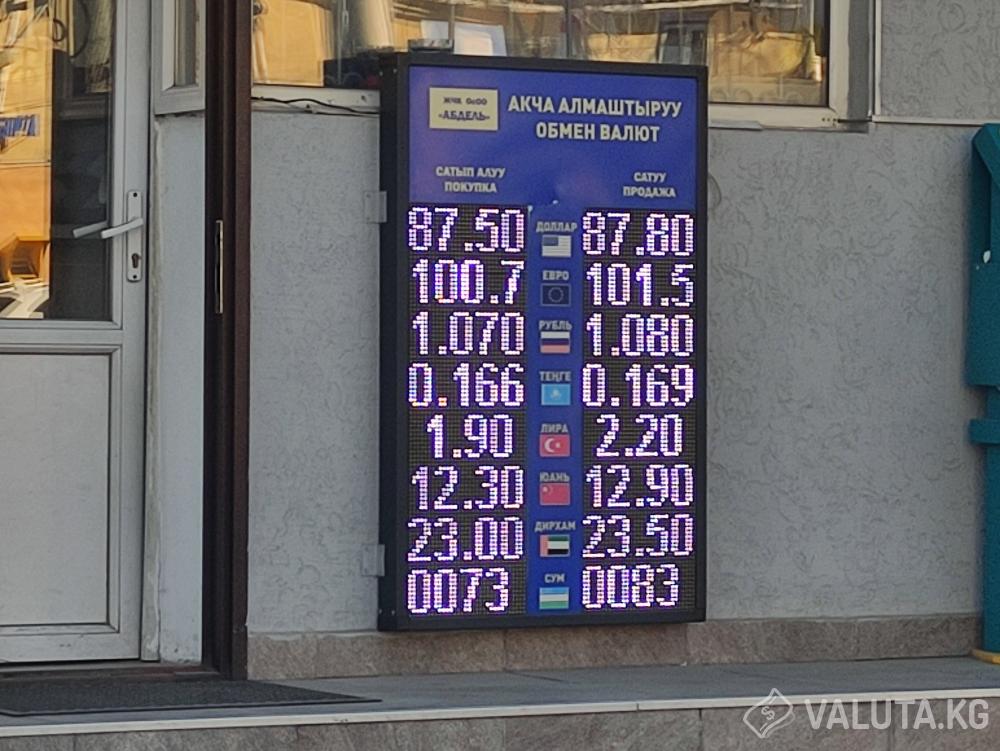 ЖЧК ОсОО
«АБДЕЛЬ»
АКЧА АЛМАШТЫРУУ
ОБМЕН ВАЛЮТ
САТЫП АЛУУ
ПОКУПКА
САТУУ
ПРОДАЖА
87.50 ДОЛЛАР 87.80
100.7 ЕВРО 101.5
1.070 РУБЛЬ 1.080
0.166 ТЕҢГЕ 0.169
1.90 ЛИРА 2.20
12.30 ЮАНЬ 12.90
23.00 ДИРХАМ 23.50
0073 СУМ 0083
VALUTA.KG